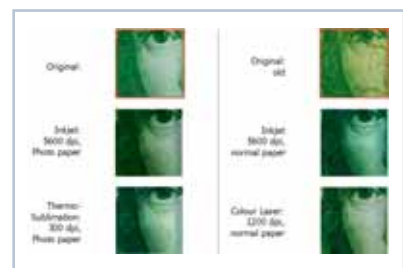 Original:
Inkjet:
5600 dpi,
Photo paper
Thermo-
Sublimation:
300 dpi,
Photo paper
Original:
old
Inkjet
5600 dpi,
normal paper
Colour Laser:
1200 dpi,
normal paper